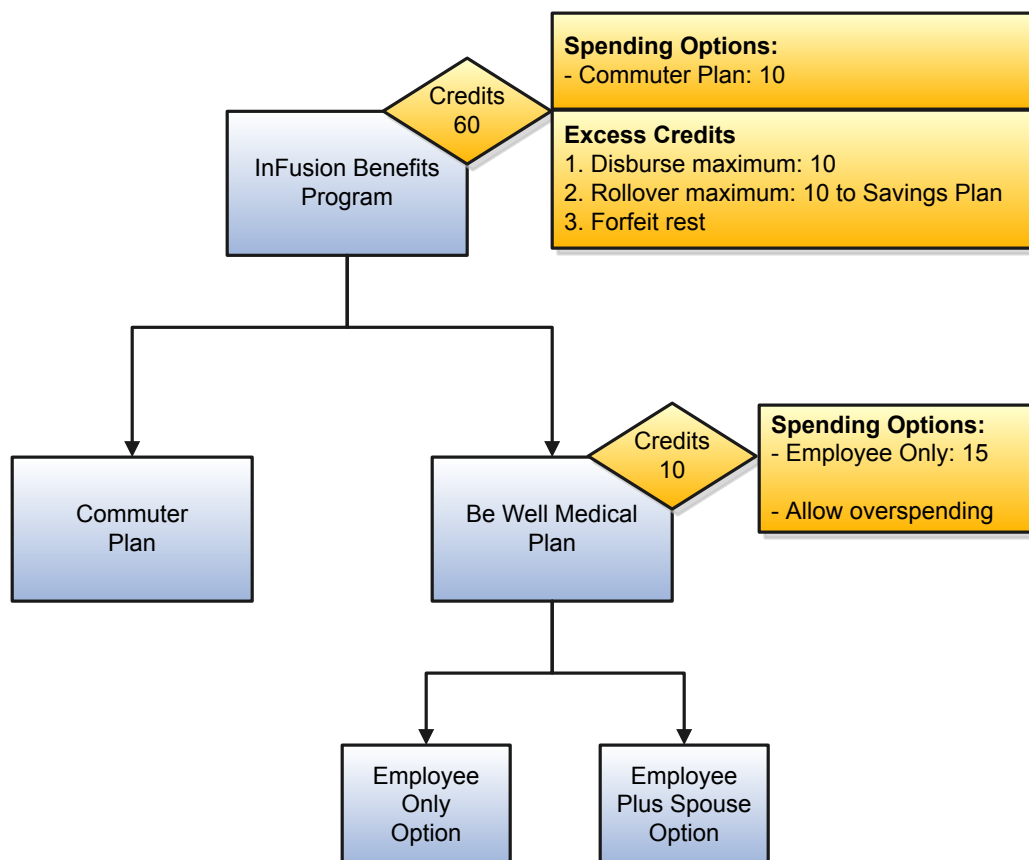 Credits
60
Spending Options:
- Commuter Plan: 10
Excess Credits
1. Disburse maximum: 10
2. Rollover maximum: 10 to Savings Plan
3. Forfeit rest
InFusion Benefits
Program
Commuter
Plan
Be Well Medical
Plan
Credits
10
Spending Options:
- Employee Only: 15
- Allow overspending
Employee
Only
Option
Employee
Plus Spouse
Option